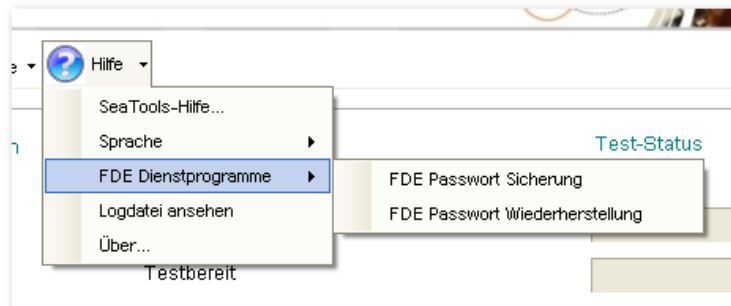 Hilfe
SeaTools-Hilfe...
Sprache
Test-Status
FDE Dienstprogramme
FDE Passwort Sicherung
Logdatei ansehen
FDE Passwort Wiederherstellung
Über...
Testbereit